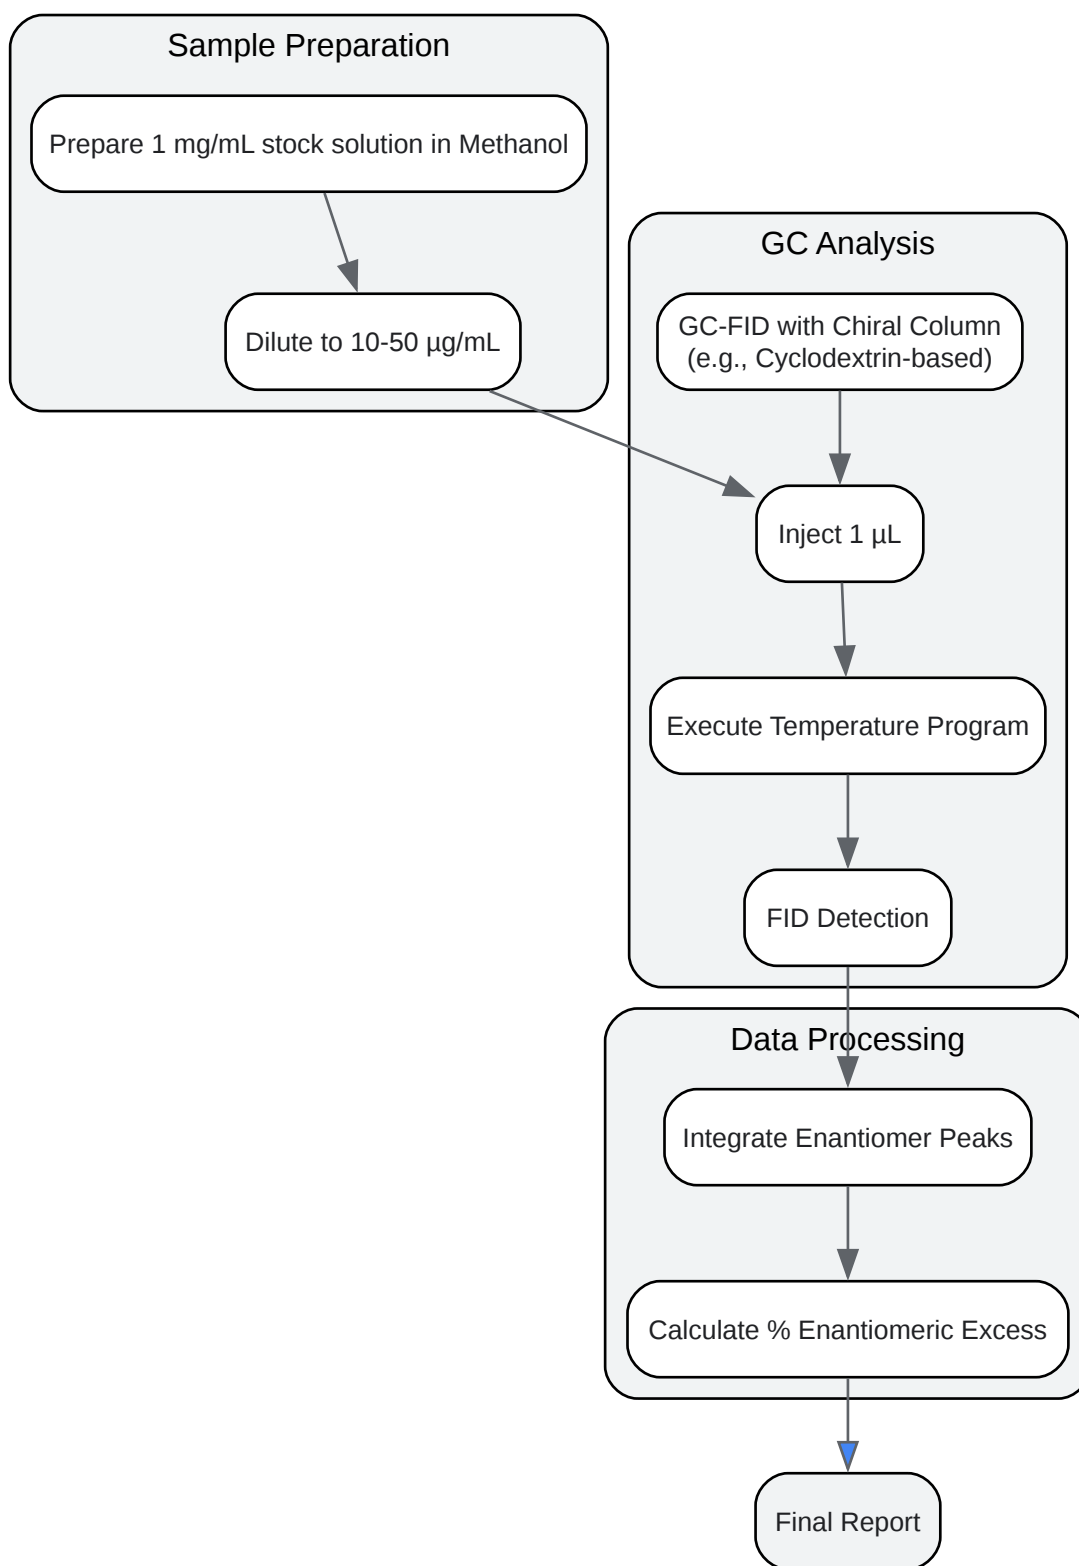 Sample Preparation
Prepare 1 mg/mL stock solution in Methanol
Dilute to 10-50 µg/mL
GC Analysis
GC-FID with Chiral Column
(e.g., Cyclodextrin-based)
Inject 1 µL
Execute Temperature Program
FID Detection
Data Processing
Integrate Enantiomer Peaks
Calculate % Enantiomeric Excess
Final Report